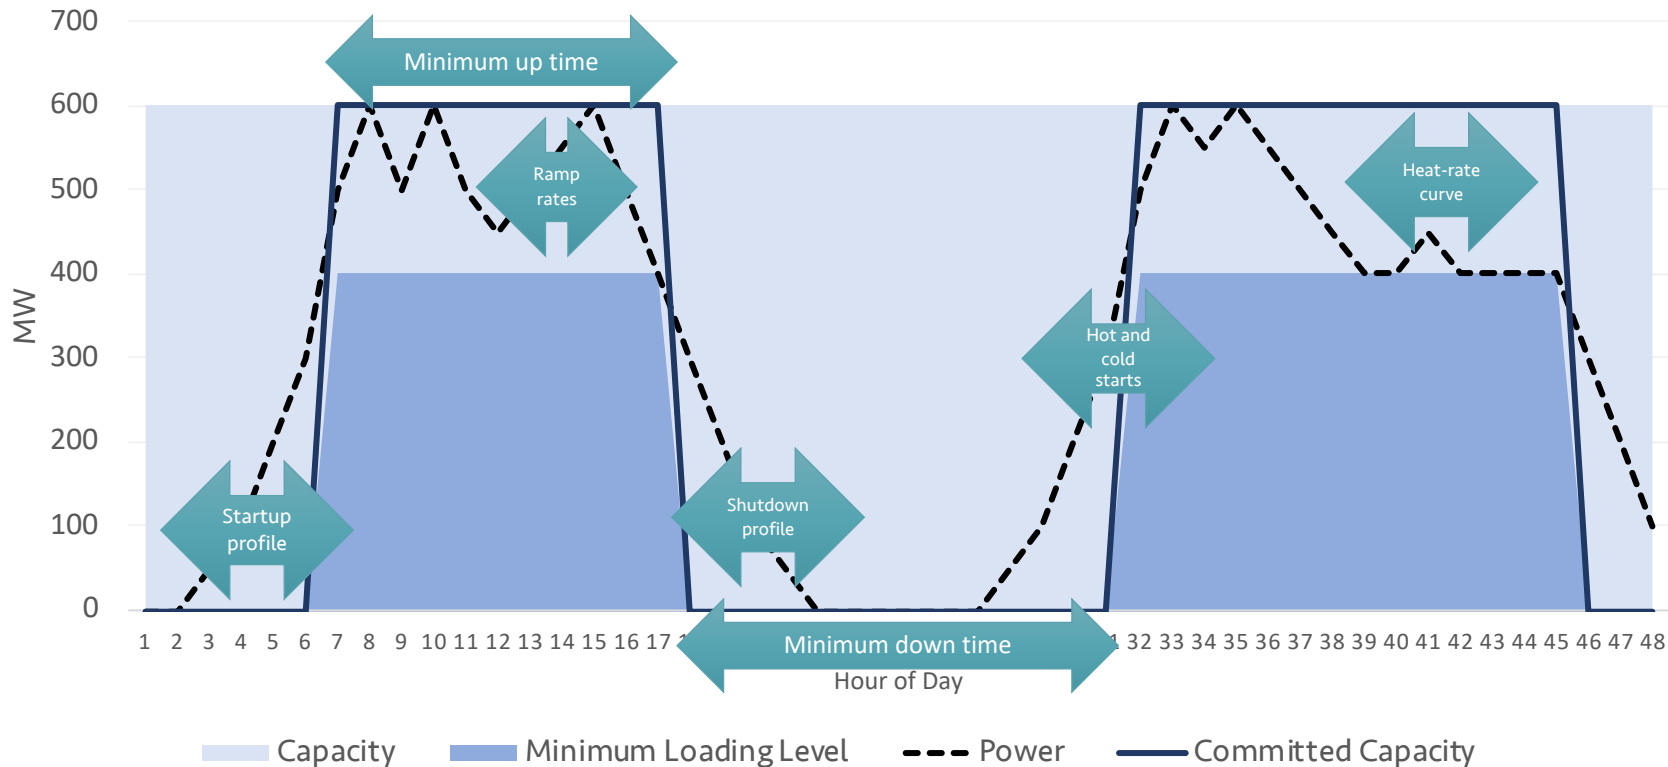 700
600
500
400
300
200
100
0
MW
Minimum up time
Ramp
rates
Heat-rate
curve
Hot and
cold
starts
Startup
profile
Shutdown
profile
1 2 3 4 5 6 7 8 9 10 11 12 13 14 15 16 17 32 33 34 35 36 37 38 39 40 41 42 43 44 45 46 47 48
Minimum down time
Hour of Day
Capacity Minimum Loading Level Power Committed Capacity